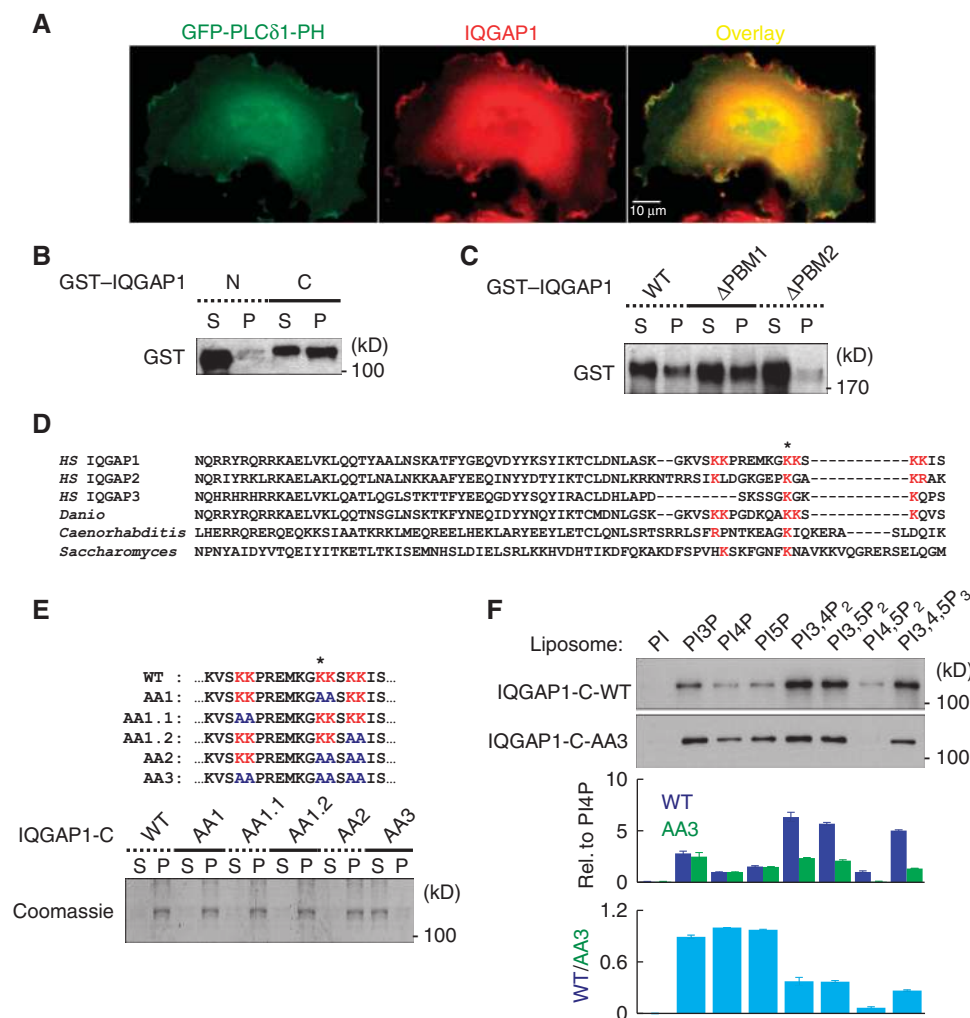 A
GFP-PLCδ1-PH IQGAP1 Overlay
10 μm
B
GST–IQGAP1 N C
S P S P (kD)
GST - 100
C
GST–IQGAP1 WT ΔPBM1 ΔPBM2
S P S P S P (kD)
GST - 170
D
*
HS IQGAP1 NQRRYRQRRKAELVKLQQTYAALNSKATFYGEQVDYYKSYIKTCLDNLASK--GKVSKKPREMKGKKS-----------KKIS
HS IQGAP2 NQRIYRKLRKAELAKLQQTLNALNKKAAFYEEQINYYDTYIKTCLDNLKRKNTRRSIKLDGKGEPKGA-----------KRAK
HS IQGAP3 NQHRHRHRRKAELVKLQATLQGLSTKTTFYEEQGDYYSQYIRACLDHLAPD-------SKSSGKGK-----------KQPS
Danio NQRRYRQRRKAELVKLQQTNSGLNSKTKFYNEQIDYYNQYIKTCMDNLGSK--GKVSKKPGDKQAKKS-----------KQVS
Caenorhabditis LHERRQRERQEQKKSIAATKRKLMEQREELHEKLARYEEYLETCLQNLSRTSRRLSFRPNTKEAGKIQKERA-----SLDQIK
Saccharomyces NPNYAIDYVTQEIYITKETLTKISEMNHSLDIELSRLKKHVDHTIKDFQKAKDFSPVHKSKFGNFKNAVKKVQGRERSELQGM
E
*
WT : …KVSKKPREMKGKKSKKIS…
AA1: …KVSKKPREMKGAASKKIS…
AA1.1: …KVSAAPREMKGKKSKKIS…
AA1.2: …KVSKKPREMKGKKSAAIS…
AA2: …KVSKKPREMKGAASAAIS…
AA3: …KVSAAPREMKGAASAAIS…
IQGAP1-C WT AA1 AA1.1 AA1.2 AA2 AA3
S P S P S P S P S P S P (kD)
Coomassie 100
F
Liposome: PI PI3P PI4P PI5P PI3,4P2 PI3,5P2 PI4,5P2 PI3,4,5P3
(kD)
IQGAP1-C-WT 100
IQGAP1-C-AA3 100
Rel. to PI4P
10
5
0
WT
AA3
WT/AA3
1.2
0.6
0